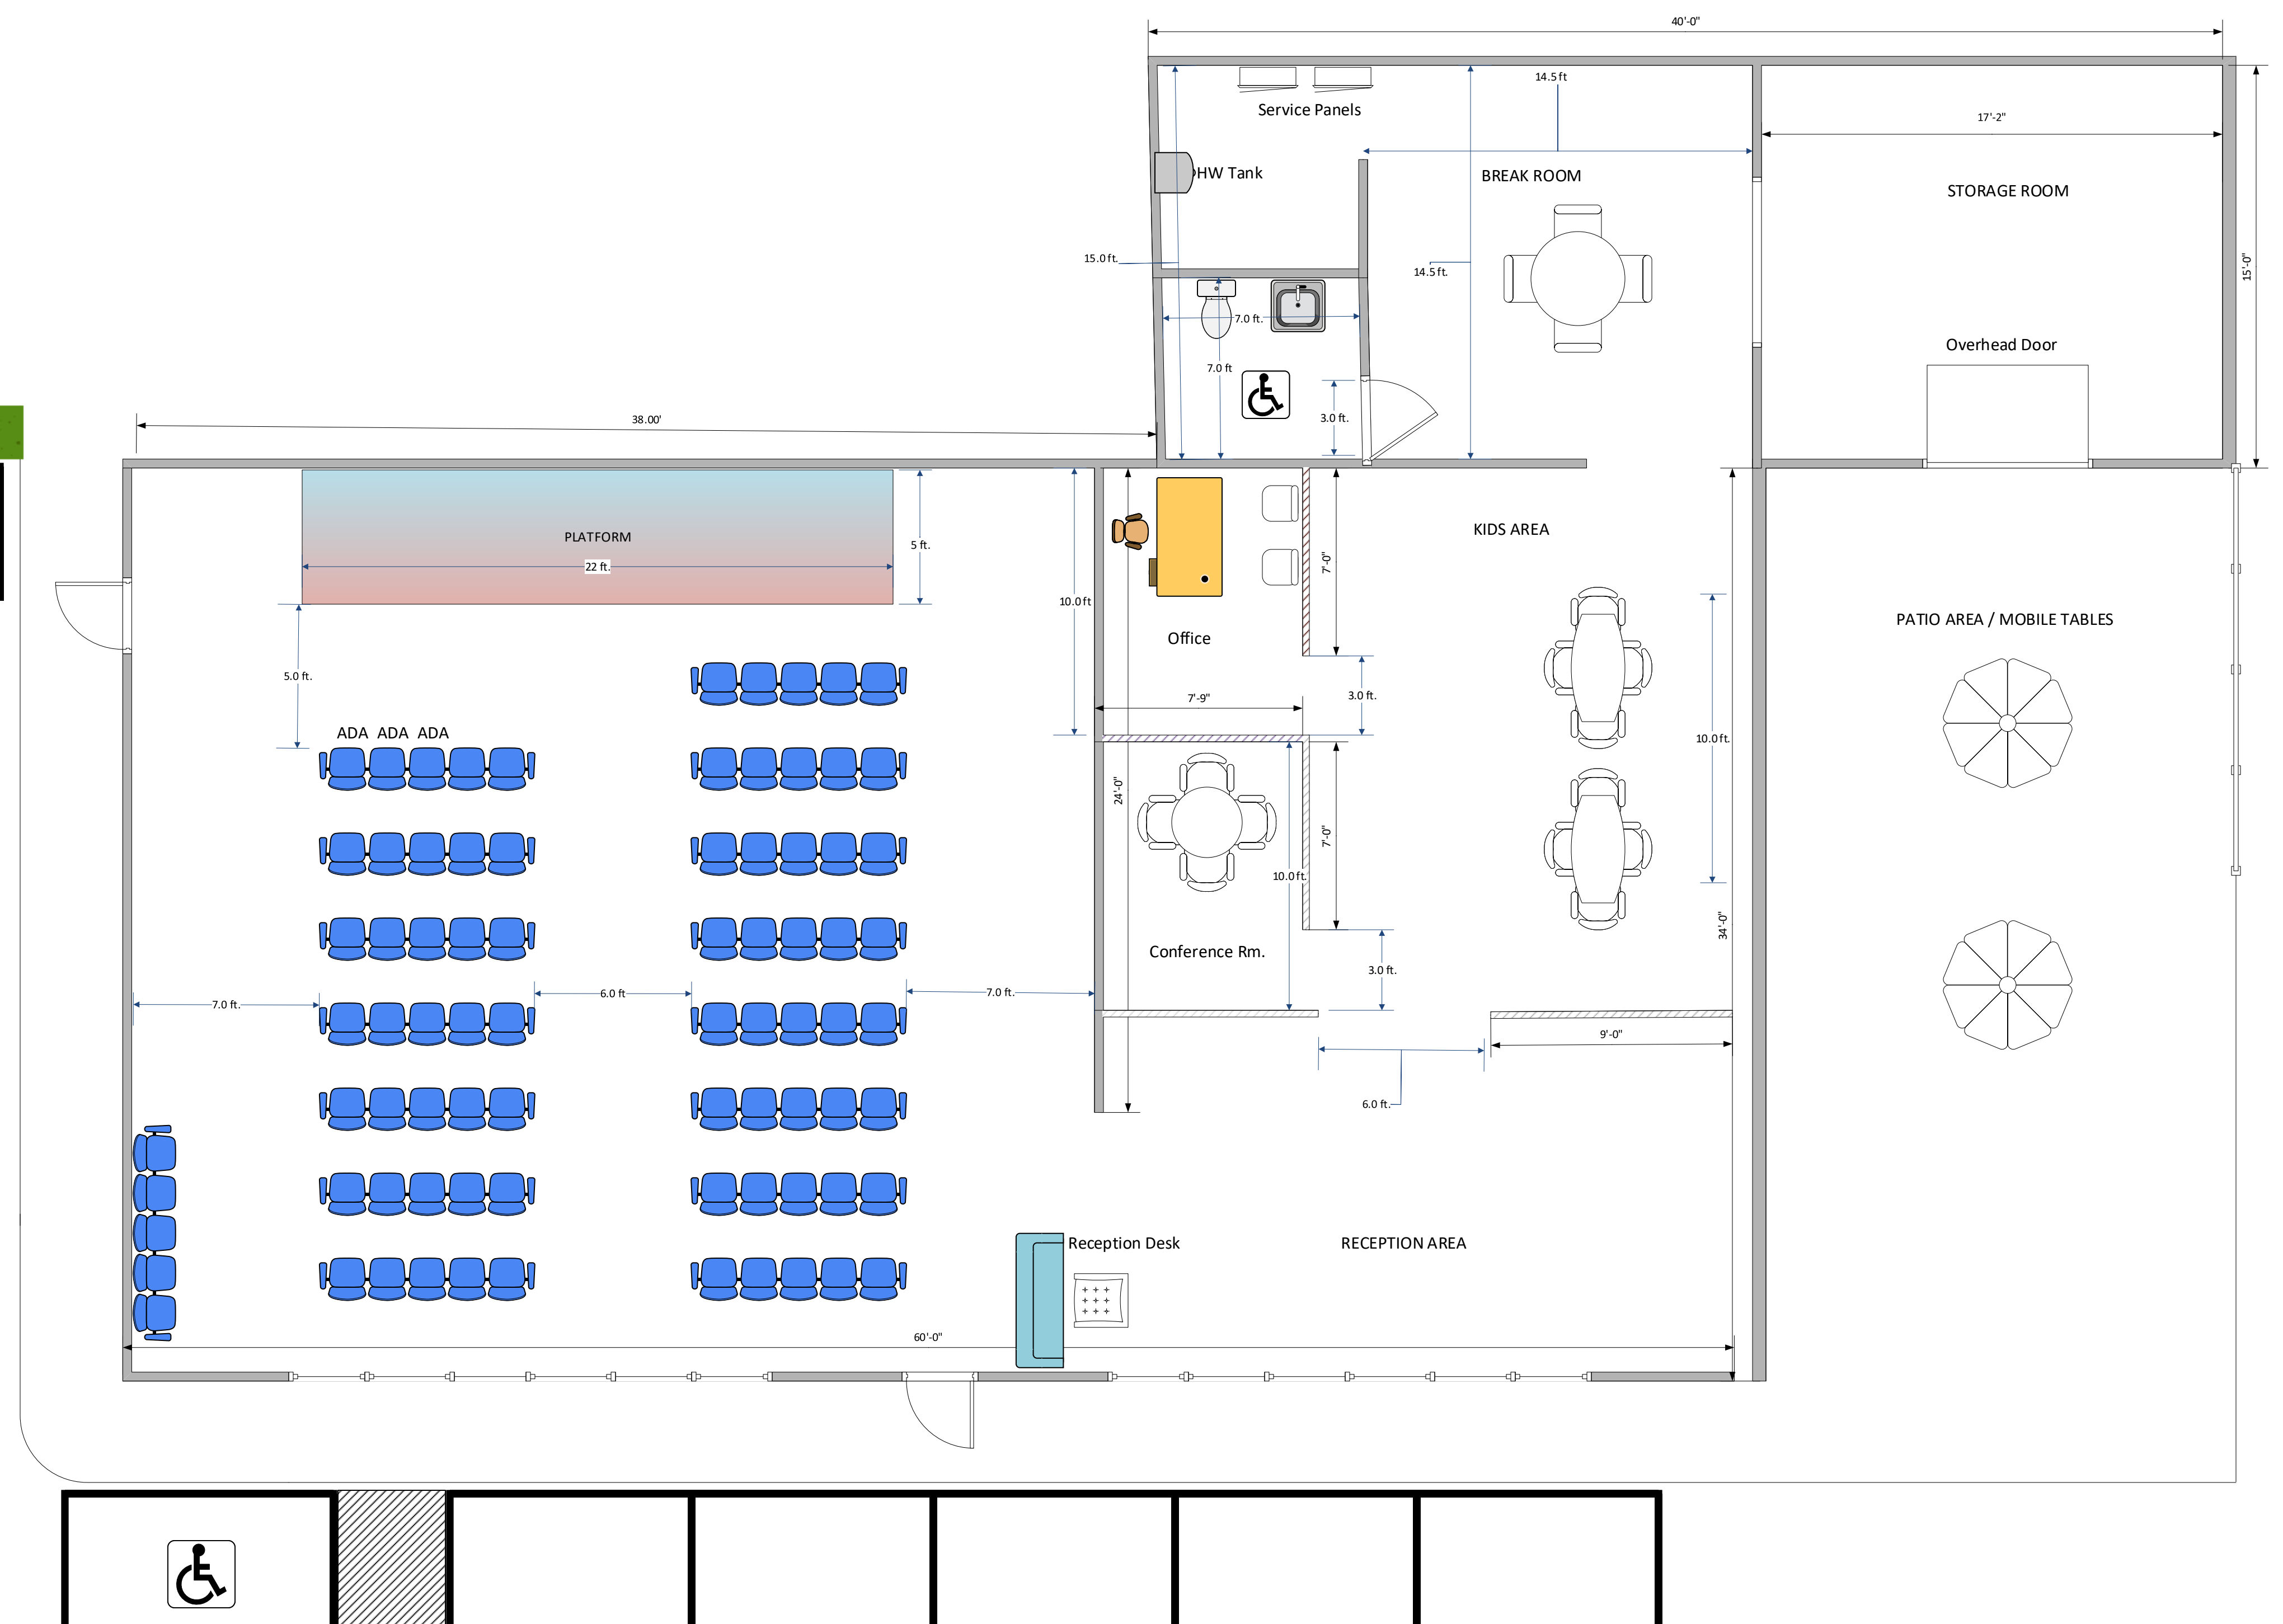 40'-0"
14.5 ft
Service Panels
17'-2"
HW Tank
BREAK ROOM
STORAGE ROOM
15.0 ft.
14.5 ft.
15'-0"
7.0 ft.
Overhead Door
7.0 ft
3.0 ft.
38.00'
PLATFORM
22 ft.
5 ft.
KIDS AREA
7'-0"
10.0 ft
PATIO AREA / MOBILE TABLES
Office
5.0 ft.
3.0 ft.
7'-9"
ADA ADA ADA
10.0 ft.
24'-0"
7'-0"
10.0 ft.
34'-0"
Conference Rm.
3.0 ft.
7.0 ft.
6.0 ft
7.0 ft.
9'-0"
6.0 ft.
Reception Desk
RECEPTION AREA
60'-0"